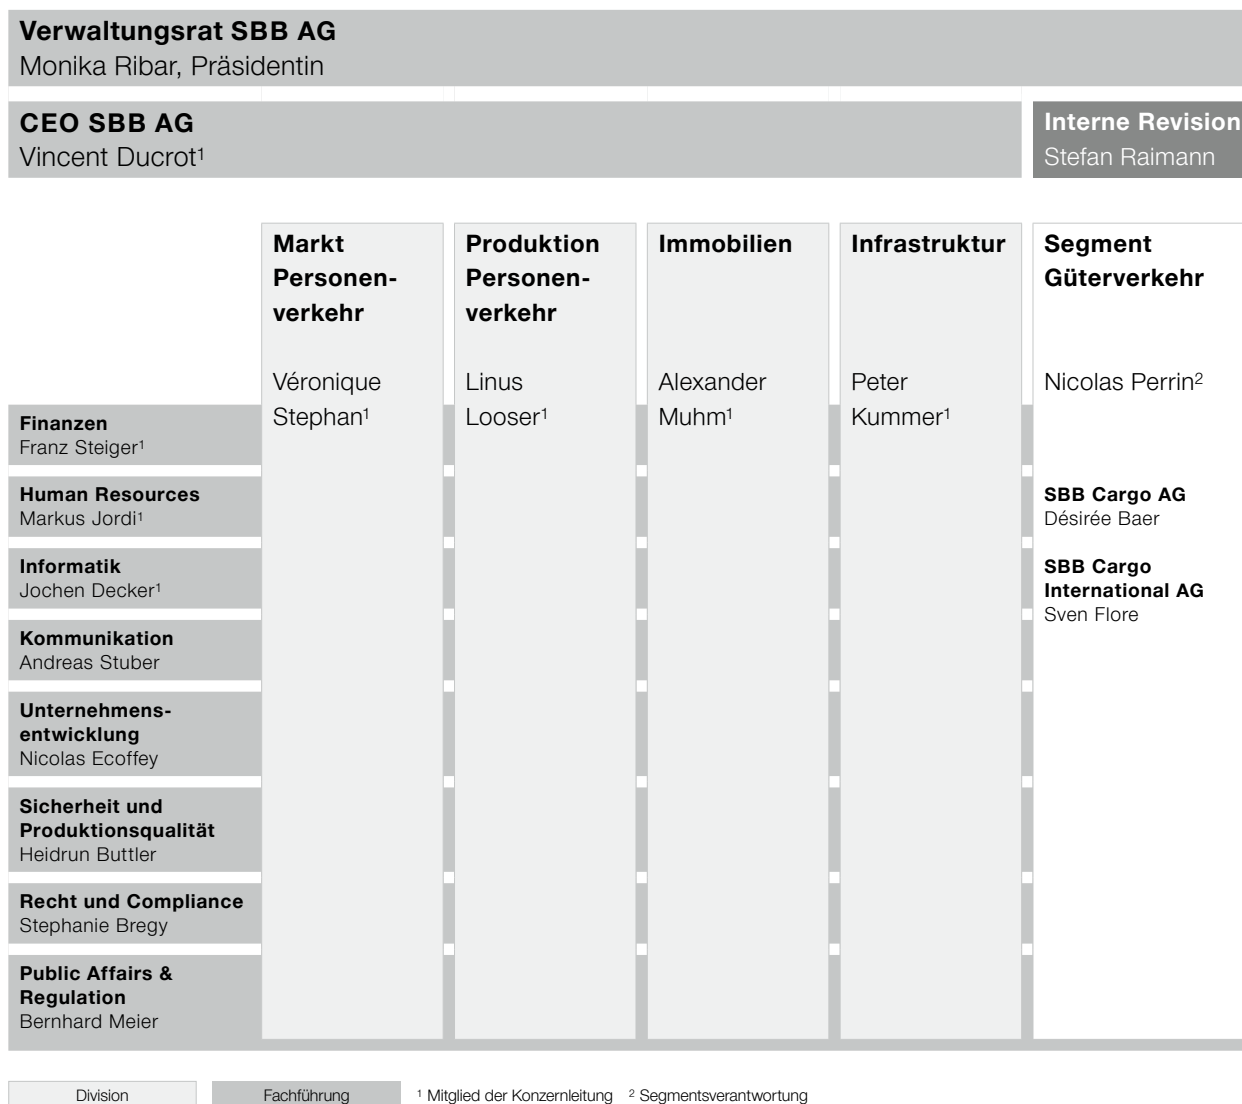 Verwaltungsrat SBB AG
Monika Ribar, Präsidentin
CEO SBB AG
Vincent Ducrot¹
Interne Revision
Stefan Raimann
Markt
Personen-
verkehr
Véronique
Stephan¹
Produktion
Personen-
verkehr
Linus
Looser¹
Immobilien
Alexander
Muhm¹
Infrastruktur
Peter
Kummer¹
Segment
Güterverkehr
Nicolas Perrin²
SBB Cargo AG
Désirée Baer
SBB Cargo
International AG
Sven Flore
Finanzen
Franz Steiger¹
Human Resources
Markus Jordi¹
Informatik
Jochen Decker¹
Kommunikation
Andreas Stuber
Unternehmens-
entwicklung
Nicolas Ecoffey
Sicherheit und
Produktionsqualität
Heidrun Buttler
Recht und Compliance
Stephanie Bregy
Public Affairs &
Regulation
Bernhard Meier
Division
Fachführung
¹ Mitglied der Konzernleitung ² Segmentsverantwortung